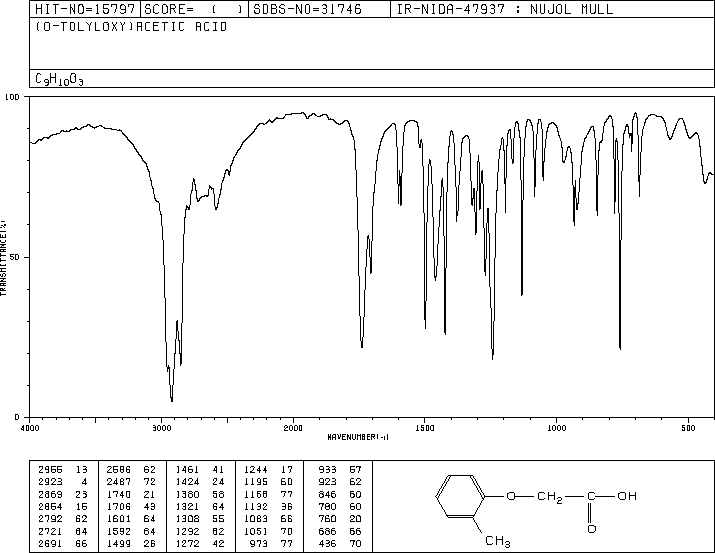 HIT-NO=15797 SCORE= ( ) SDBS-NO=31746 IR-NIDA-47937 : NUJOL MULL
(O-TOLYLOXY)ACETIC ACID
C9H10O3
100
50
0
TRANSMITTANCE(%)
4000 3000 2000 1500 1000 500
WAVENUMBER(-1)
2955 13 2586 62 1461 41 1244 17 933 57
2923 4 2487 72 1424 24 1195 60 923 62
2869 23 1740 21 1380 58 1168 77 846 60
2854 16 1706 43 1321 64 1132 36 780 60
2792 62 1601 64 1308 55 1083 66 760 20
2721 64 1592 64 1292 62 1051 70 686 66
2691 66 1499 26 1272 42 973 77 436 70
O CH2 C OH
O
CH3